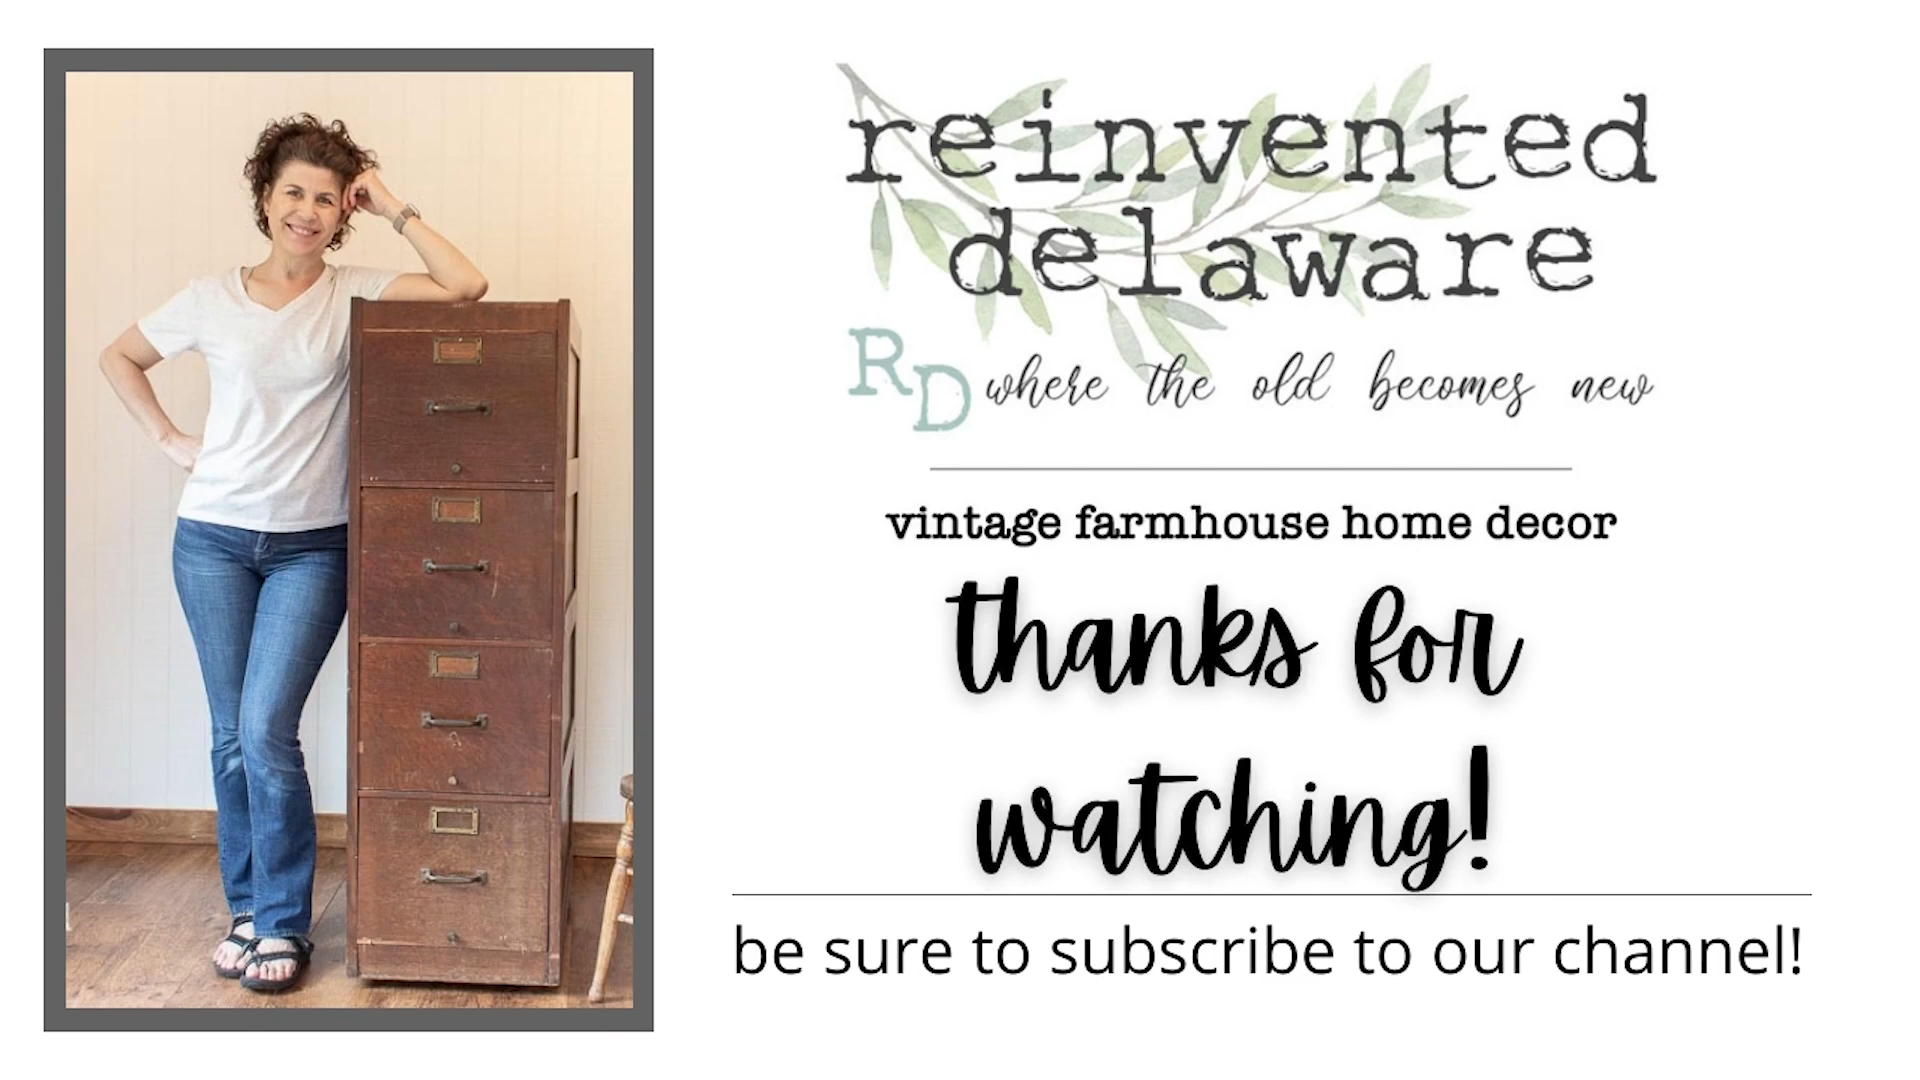 reinvented
delaware
RD where the old becomes new
vintage farmhouse home decor
thanks for
watching!
be sure to subscribe to our channel!